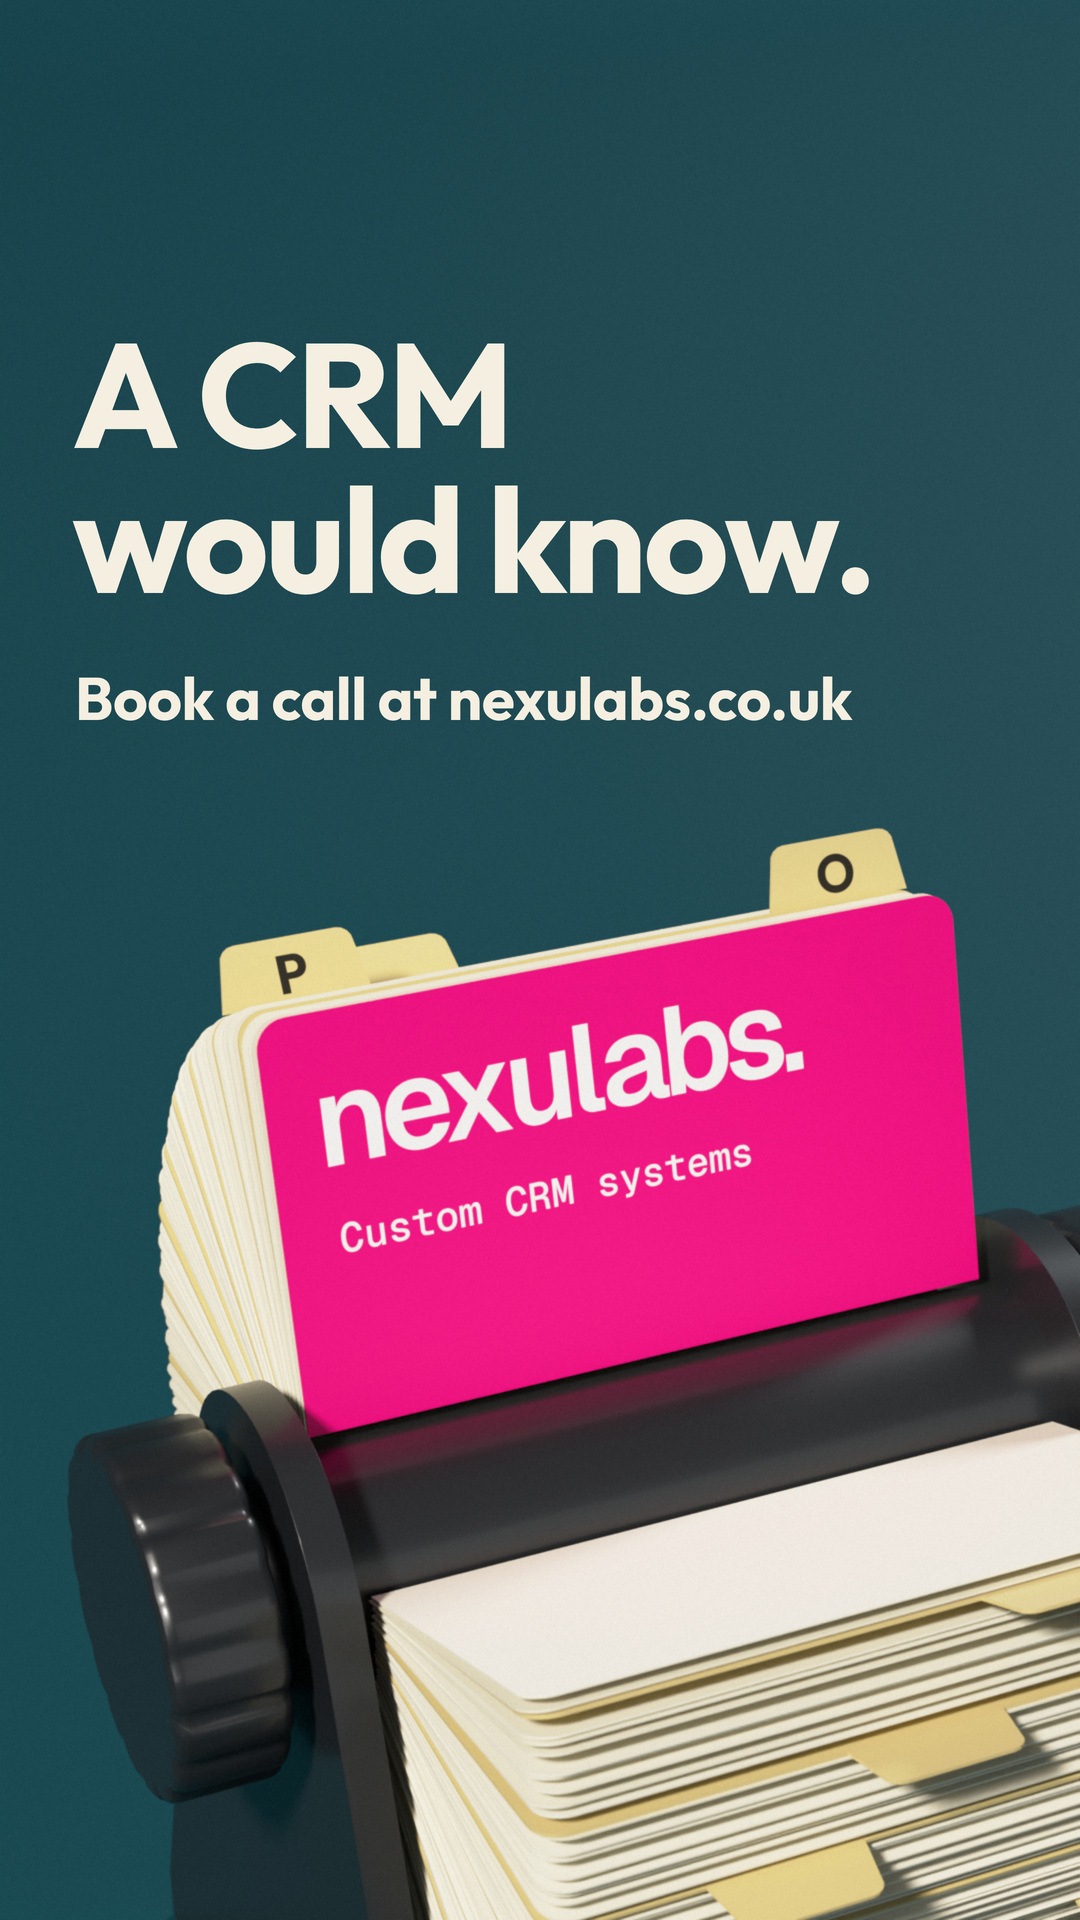 A CRM
would know.
Book a call at nexulabs.co.uk
O
P
nexulabs.
Custom CRM systems